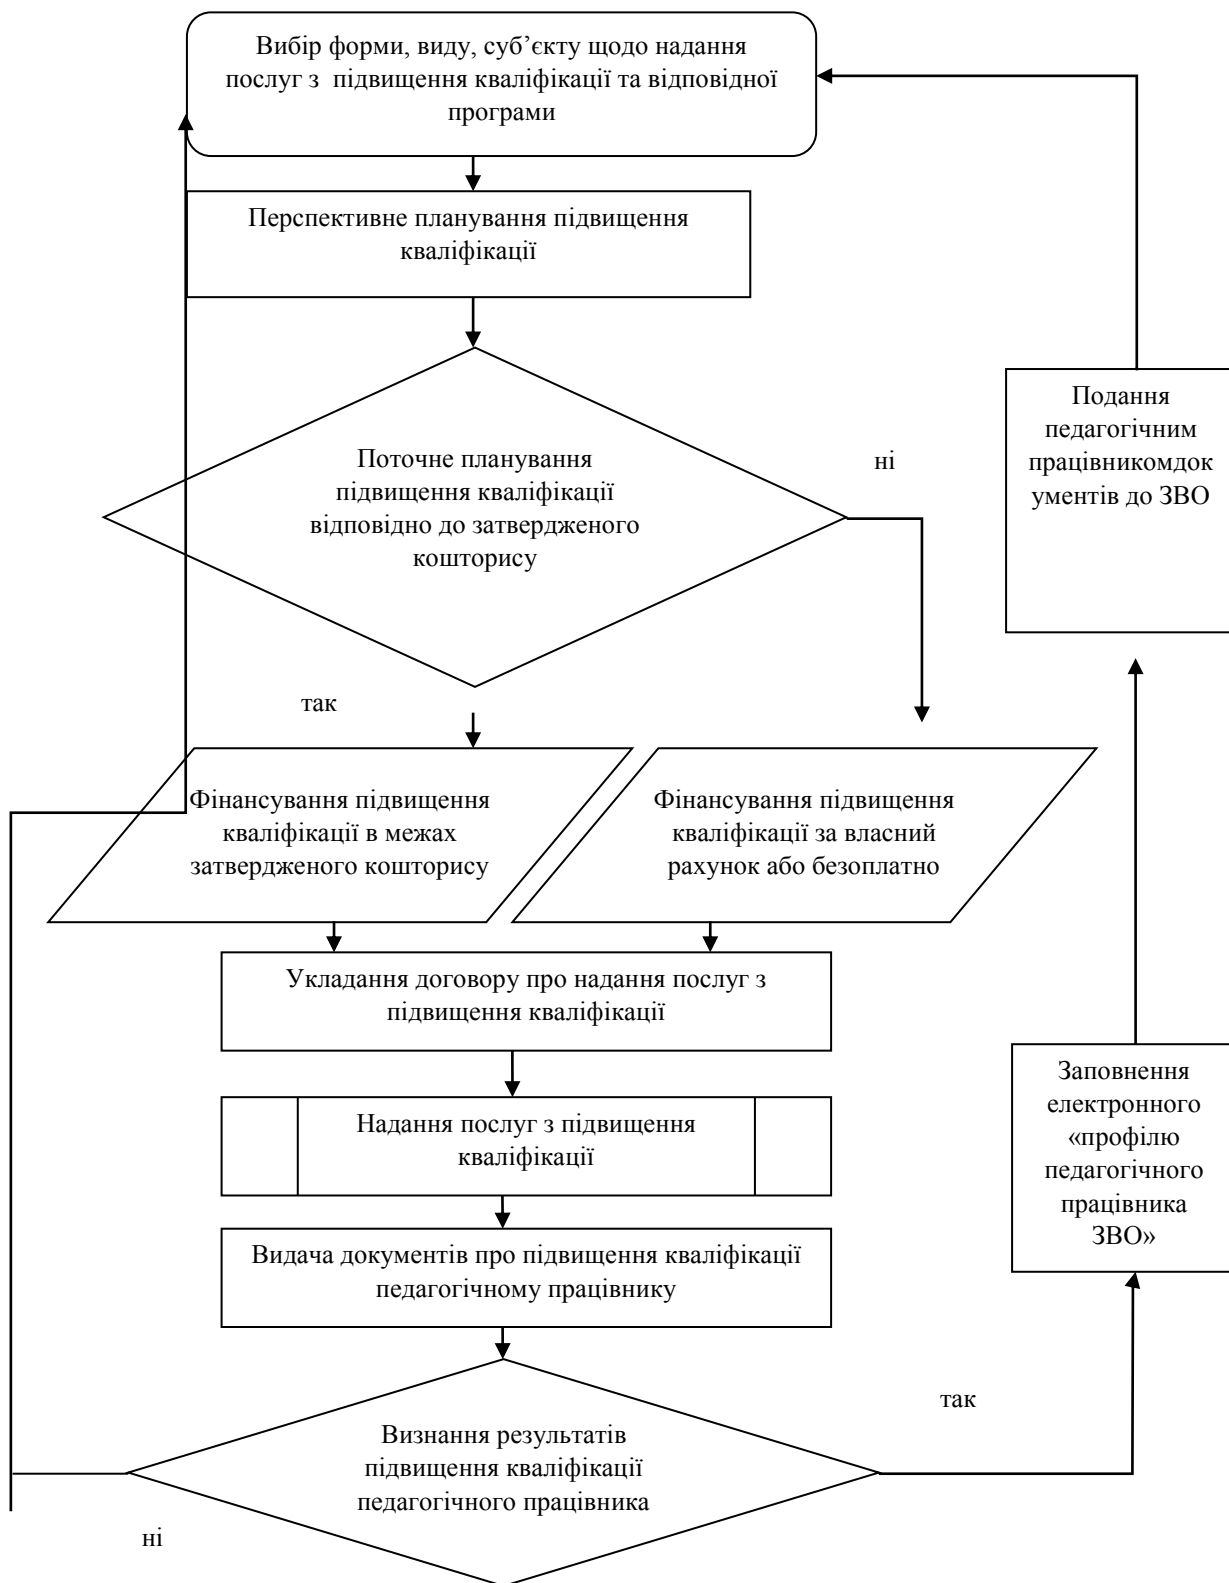 Вибір форми, виду, суб’єкту щодо надання
послуг з підвищення кваліфікації та відповідної
програми
Перспективне планування підвищення
кваліфікації
Поточне планування
підвищення кваліфікації
відповідно до затвердженого
кошторису
ні
Подання
педагогічним
працівникомдок
ументів до ЗВО
так
Фінансування підвищення
кваліфікації в межах
затвердженого кошторису
Фінансування підвищення
кваліфікації за власний
рахунок або безоплатно
Укладання договору про надання послуг з
підвищення кваліфікації
Надання послуг з підвищення
кваліфікації
Заповнення
електронного
«профілю
педагогічного
працівника
ЗВО»
Видача документів про підвищення кваліфікації
педагогічному працівнику
так
Визнання результатів
підвищення кваліфікації
педагогічного працівника
ні